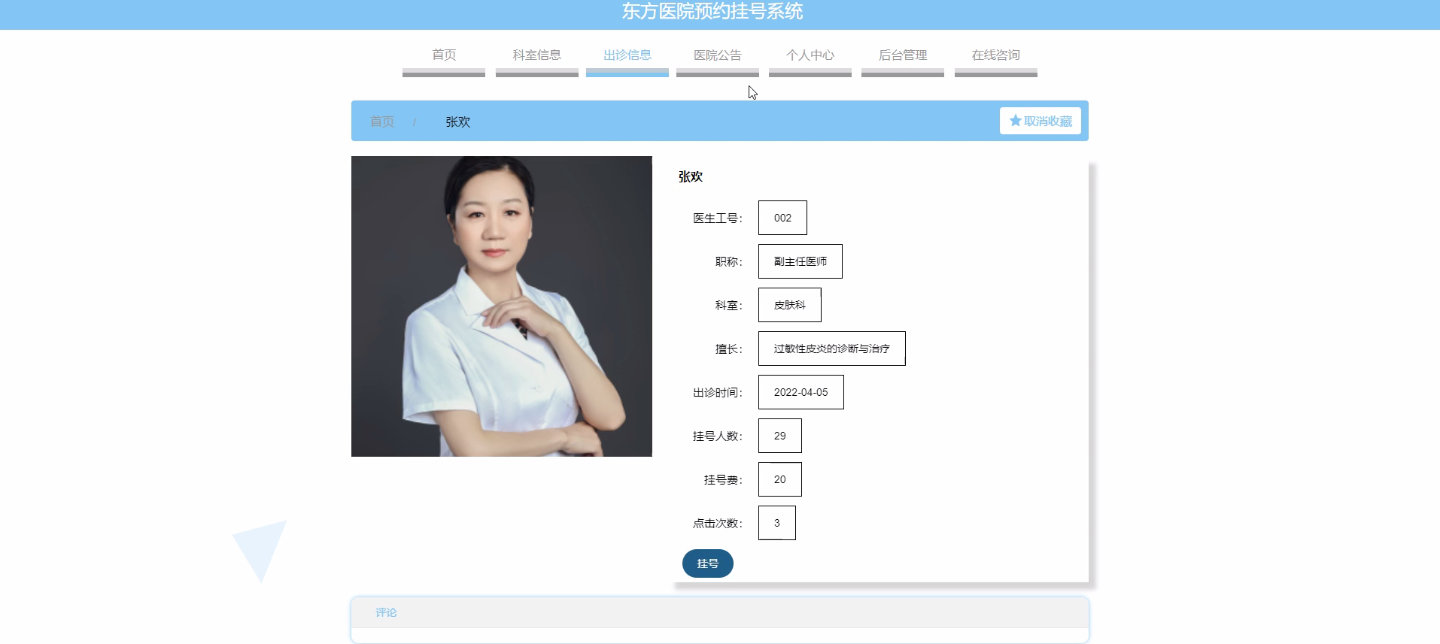 东方医院预约挂号系统
首页 科室信息 出诊信息 医院公告 个人中心 后台管理 在线咨询
首页 / 张欢 ★取消收藏
张欢
医生工号： 002
职称： 副主任医师
科室： 皮肤科
擅长： 过敏性皮炎的诊断与治疗
出诊时间： 2022-04-05
挂号人数： 29
挂号费： 20
点击次数： 3
挂号
评论